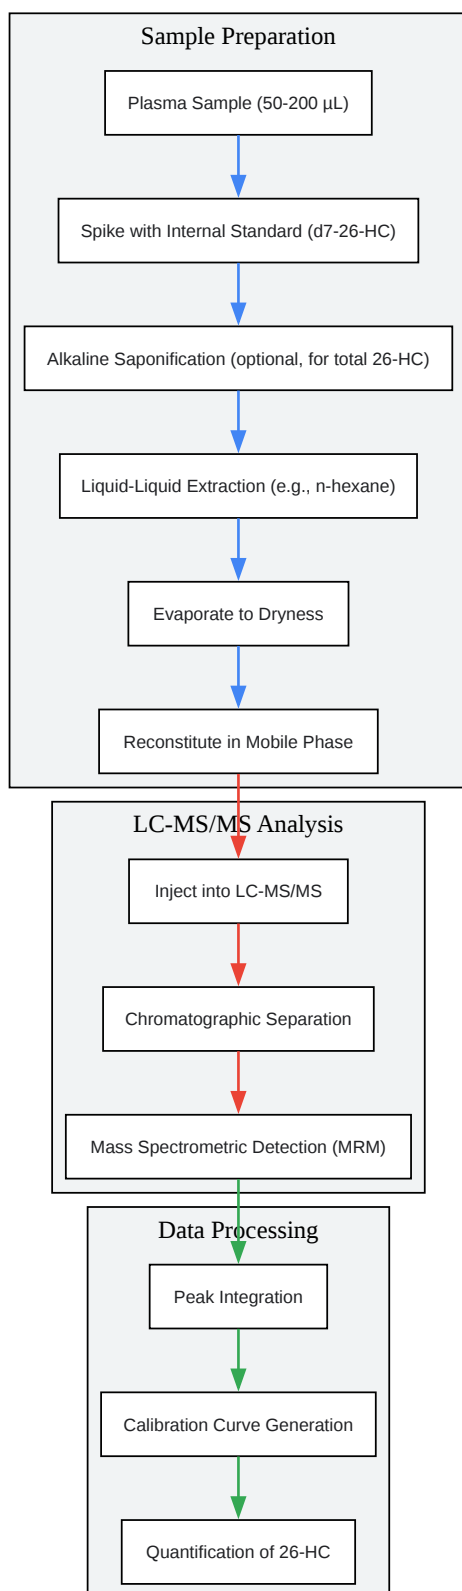 Sample Preparation
Plasma Sample (50-200 µL)
Spike with Internal Standard (d7-26-HC)
Alkaline Saponification (optional, for total 26-HC)
Liquid-Liquid Extraction (e.g., n-hexane)
Evaporate to Dryness
Reconstitute in Mobile Phase
LC-MS/MS Analysis
Inject into LC-MS/MS
Chromatographic Separation
Mass Spectrometric Detection (MRM)
Data Processing
Peak Integration
Calibration Curve Generation
Quantification of 26-HC